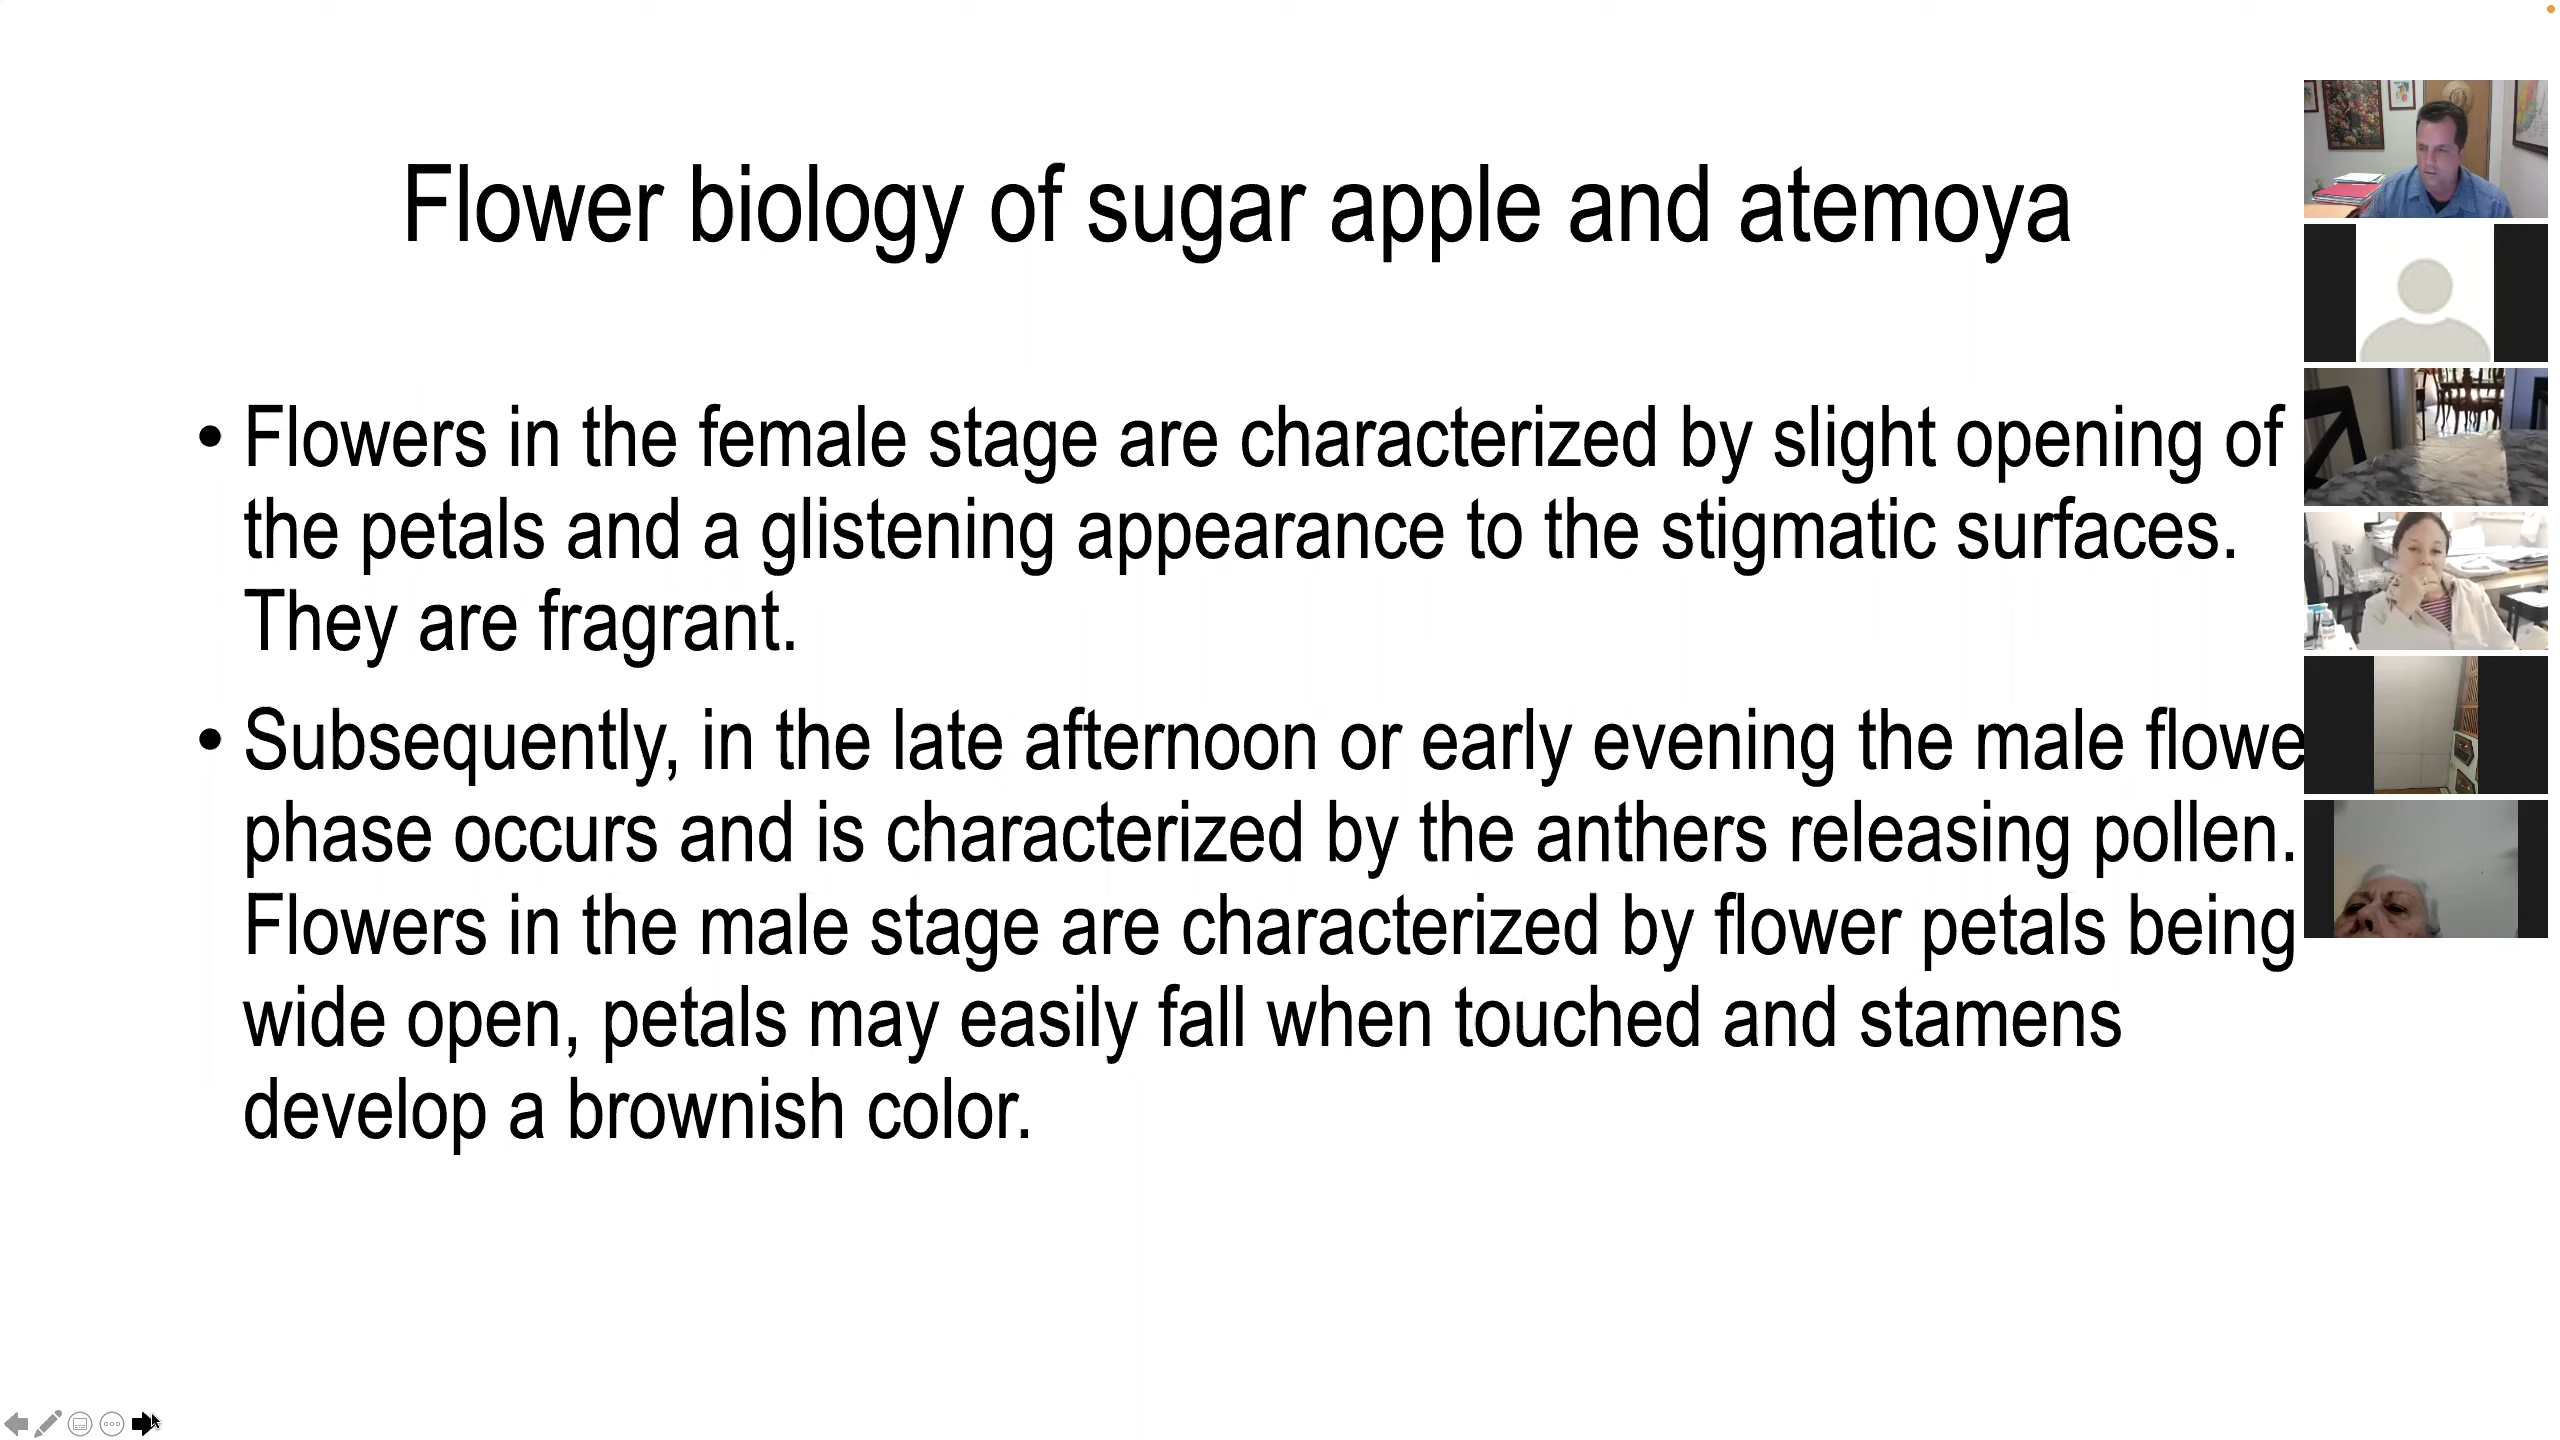 Flower biology of sugar apple and atemoya
• Flowers in the female stage are characterized by slight opening of
the petals and a glistening appearance to the stigmatic surfaces.
They are fragrant.
• Subsequently, in the late afternoon or early evening the male flowe
phase occurs and is characterized by the anthers releasing pollen.
Flowers in the male stage are characterized by flower petals being
wide open, petals may easily fall when touched and stamens
develop a brownish color.